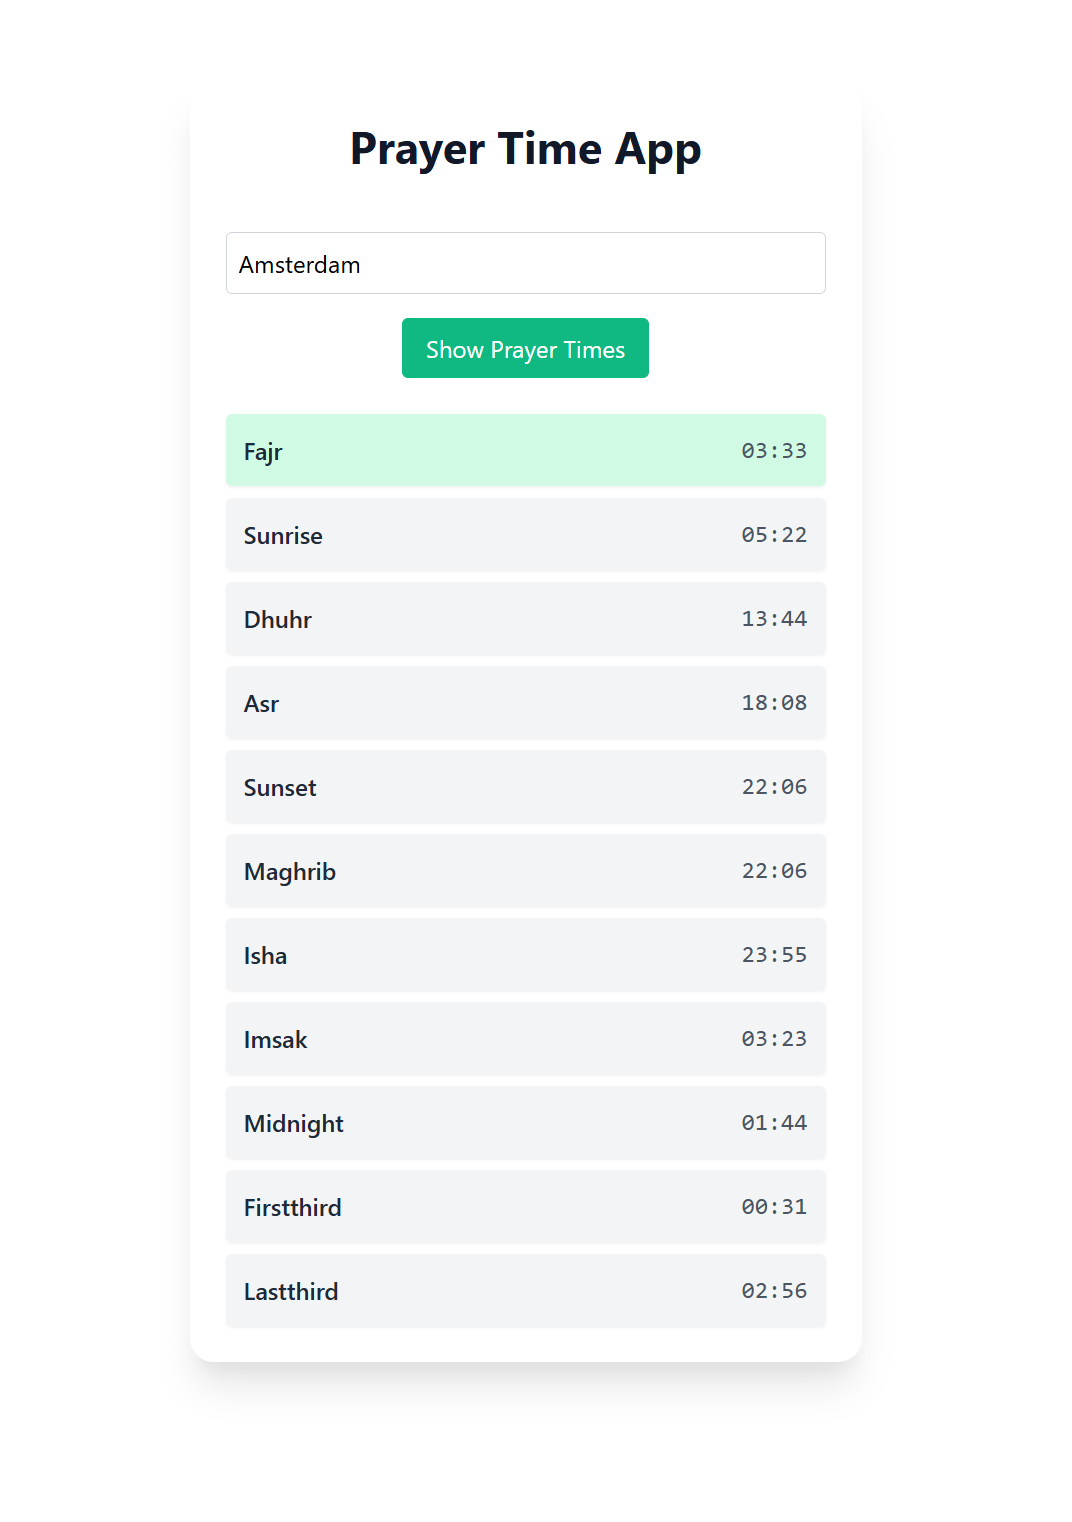 Prayer Time App
Amsterdam
Show Prayer Times
Fajr 03:33
Sunrise 05:22
Dhuhr 13:44
Asr 18:08
Sunset 22:06
Maghrib 22:06
Isha 23:55
Imsak 03:23
Midnight 01:44
Firstthird 00:31
Lastthird 02:56